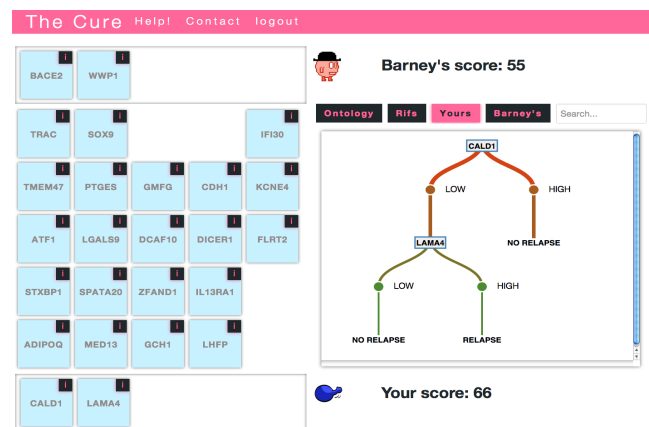 The Cure Help! Contact logout
i i
BACE2 WWP1
Barney's score: 55
Ontology Rifs Yours Barney's Search...
i i i
TRAC SOX9 IFI30
i i i i i
TMEM47 PTGES GMFG CDH1 KCNE4
i i i i i
ATF1 LGALS9 DCAF10 DICER1 FLRT2
i i i i
STXBP1 SPATA20 ZFAND1 IL13RA1
i i i i
ADIPOQ MED13 GCH1 LHFP
CALD1
LOW HIGH
LAMA4 NO RELAPSE
LOW HIGH
NO RELAPSE RELAPSE
i i
CALD1 LAMA4
Your score: 66